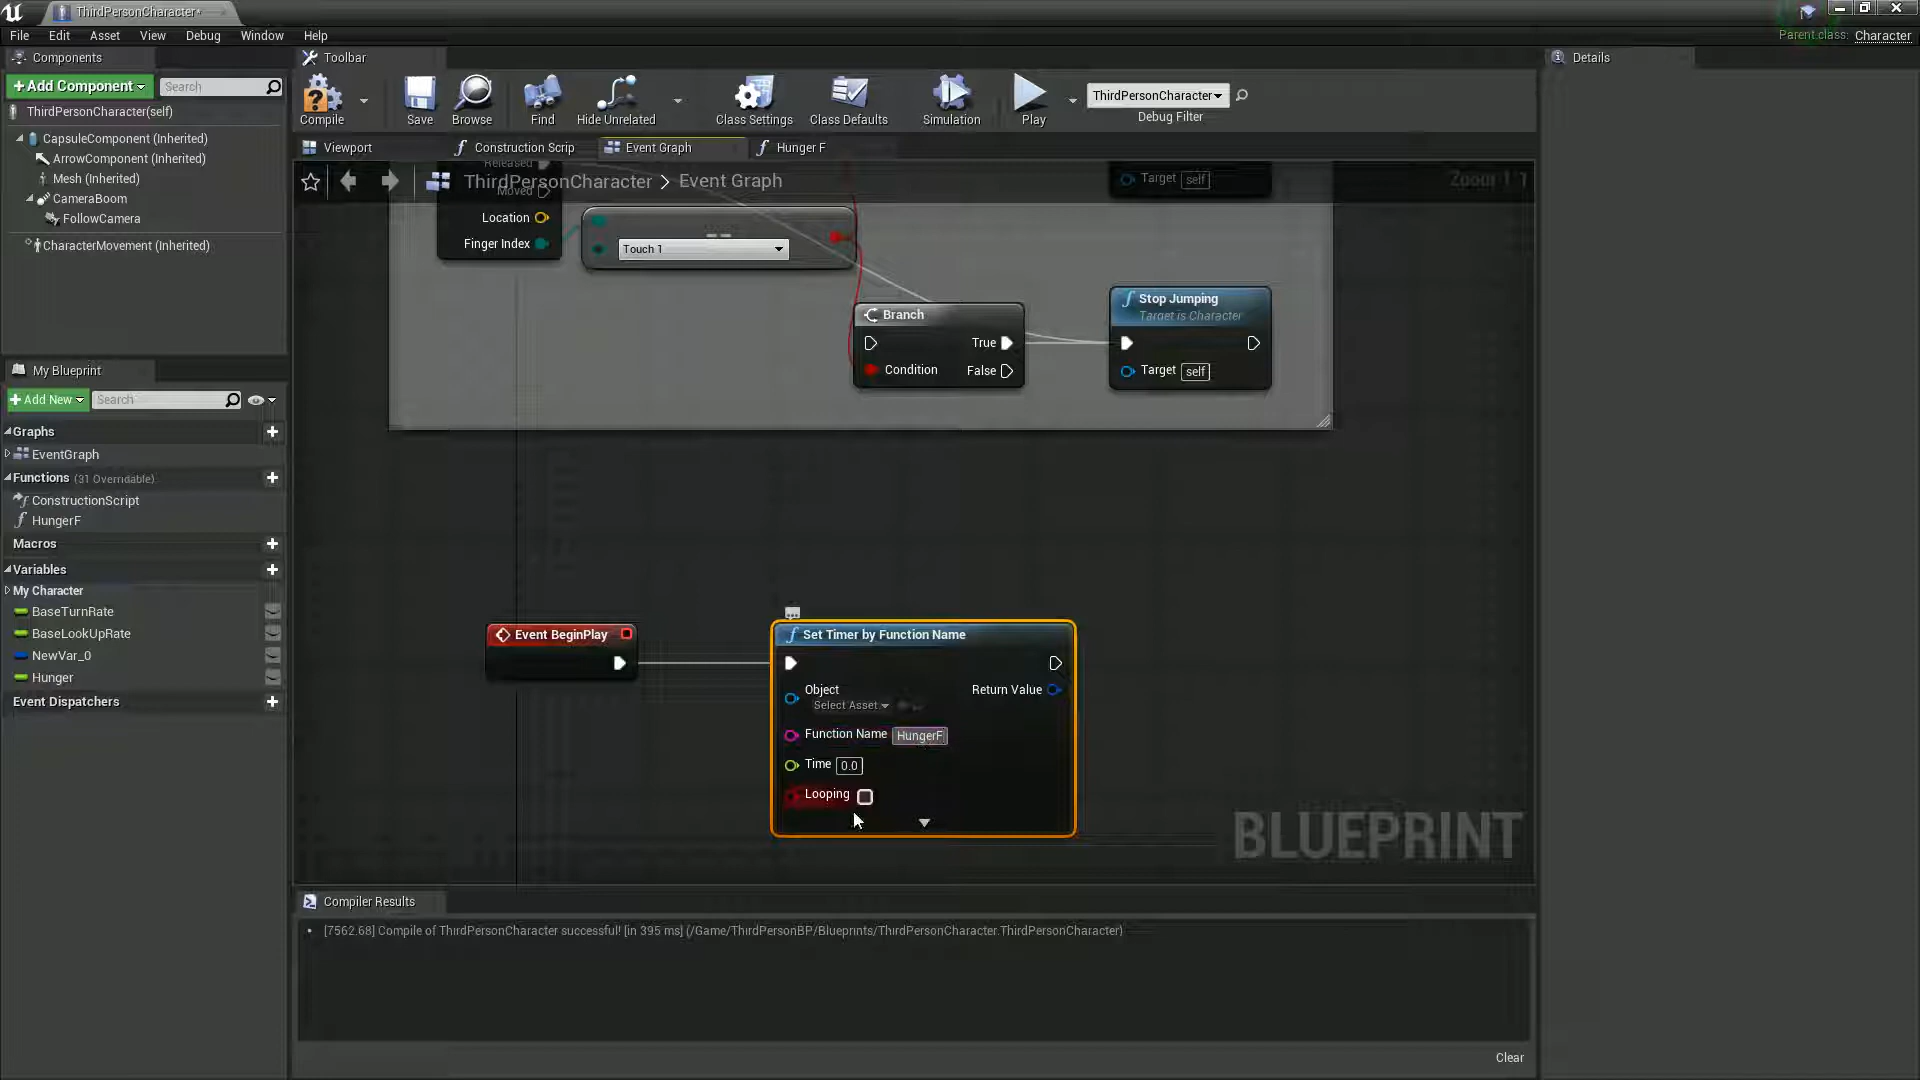 ThirdPersonCharacter*
File Edit Asset View Debug Window Help
Parent class: Character
Components
Toolbar
Details
+Add Component
Search
ThirdPersonCharacter(self)
CapsuleComponent (Inherited)
ArrowComponent (Inherited)
Mesh (Inherited)
CameraBoom
FollowCamera
CharacterMovement (Inherited)
Compile
Save
Browse
Find
Hide Unrelated
Class Settings
Class Defaults
Simulation
Play
ThirdPersonCharacter
Debug Filter
Viewport
Construction Scrip
Event Graph
Hunger F
ThirdPersonCharacter > Event Graph
Zoom 1:1
Released
Moved
Location
Finger Index
Touch 1
Target self
Branch
True
Condition
False
Stop Jumping
Target is Character
Target self
My Blueprint
+Add New
Search
Graphs
EventGraph
Functions (31 Overridable)
ConstructionScript
HungerF
Macros
Variables
My Character
BaseTurnRate
BaseLookUpRate
NewVar_0
Hunger
Event Dispatchers
Event BeginPlay
Set Timer by Function Name
Object
Select Asset
Return Value
Function Name HungerF
Time 0.0
Looping
BLUEPRINT
Compiler Results
[7562.68] Compile of ThirdPersonCharacter successful! [in 395 ms] (/Game/ThirdPersonBP/Blueprints/ThirdPersonCharacter.ThirdPersonCharacter)
Clear